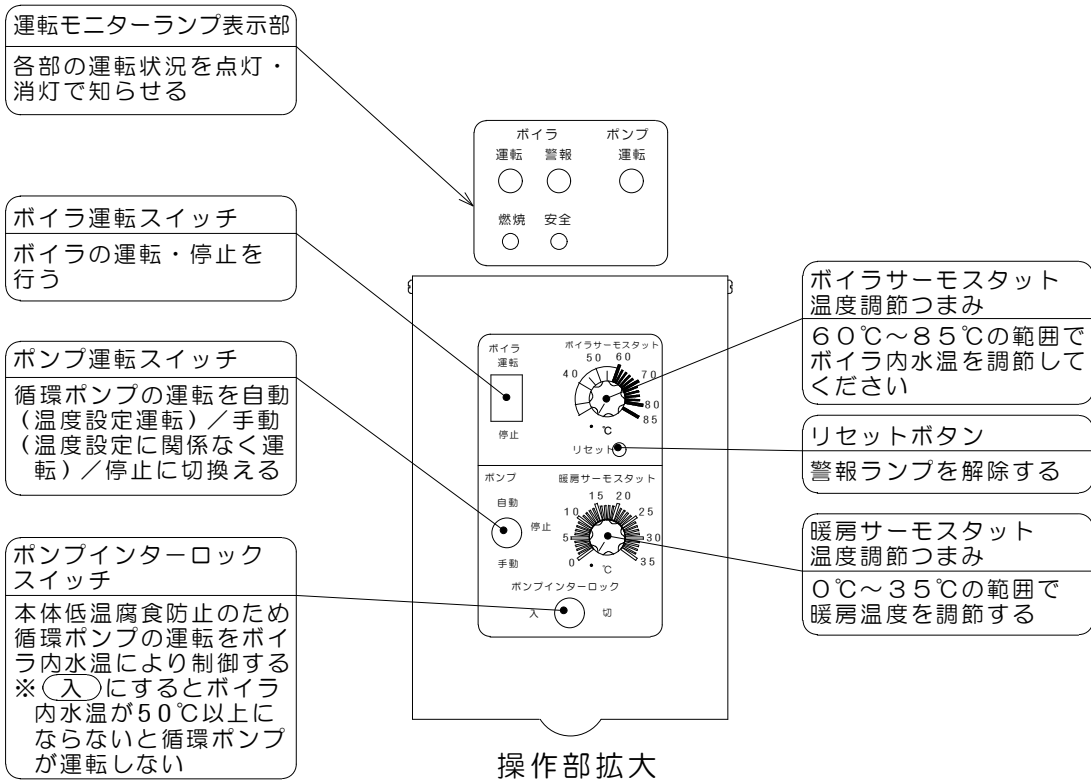 運転モニターランプ表示部
各部の運転状況を点灯・
消灯で知らせる
ボイラ運転スイッチ
ボイラの運転・停止を
行う
ポンプ運転スイッチ
循環ポンプの運転を自動
(温度設定運転)/手動
(温度設定に関係なく運
転)/停止に切換える
ポンプインターロック
スイッチ
本体低温腐食防止のため
循環ポンプの運転をボイ
ラ内水温により制御する
※入にするとボイラ
内水温が50℃以上に
ならないと循環ポンプ
が運転しない
ボイラ ポンプ
運転 警報 運転
燃焼 安全
ボイラ ボイラサーモスタット
運転
40 50 60 70 80 85
停止 ℃
リセット
ポンプ 暖房サーモスタット
自動
停止
手動
0 5 10 15 20 25 30 35
℃
ポンプインターロック
入 切
操作部拡大
ボイラサーモスタット
温度調節つまみ
60℃~85℃の範囲で
ボイラ内水温を調節して
ください
リセットボタン
警報ランプを解除する
暖房サーモスタット
温度調節つまみ
0℃~35℃の範囲で
暖房温度を調節する